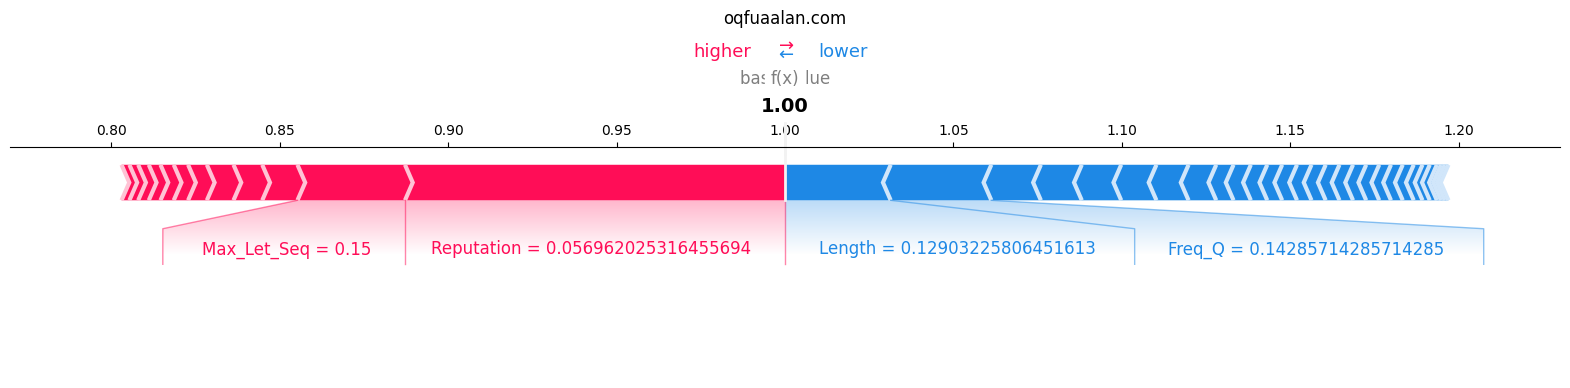 oqfuaalan.com
higher ⇄ lower
f(x)
1.00
0.80 0.85 0.90 0.95 1.00 1.05 1.10 1.15 1.20
Max_Let_Seq = 0.15 Reputation = 0.056962025316455694 Length = 0.12903225806451613 Freq_Q = 0.14285714285714285